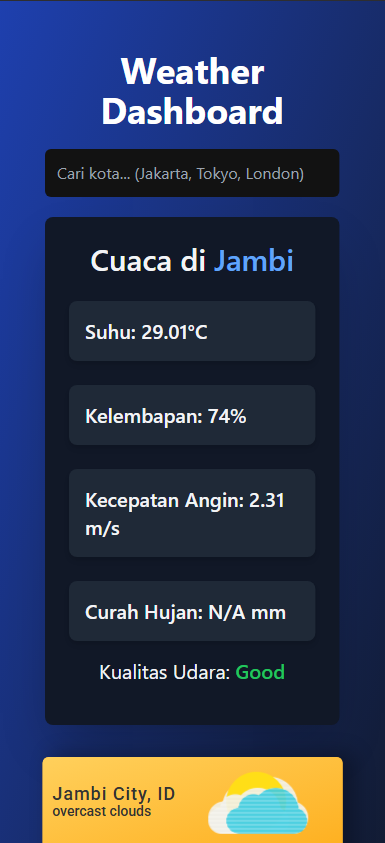 Weather
Dashboard
Cari kota... (Jakarta, Tokyo, London)
Cuaca di Jambi
Suhu: 29.01°C
Kelembapan: 74%
Kecepatan Angin: 2.31
m/s
Curah Hujan: N/A mm
Kualitas Udara: Good
Jambi City, ID
overcast clouds